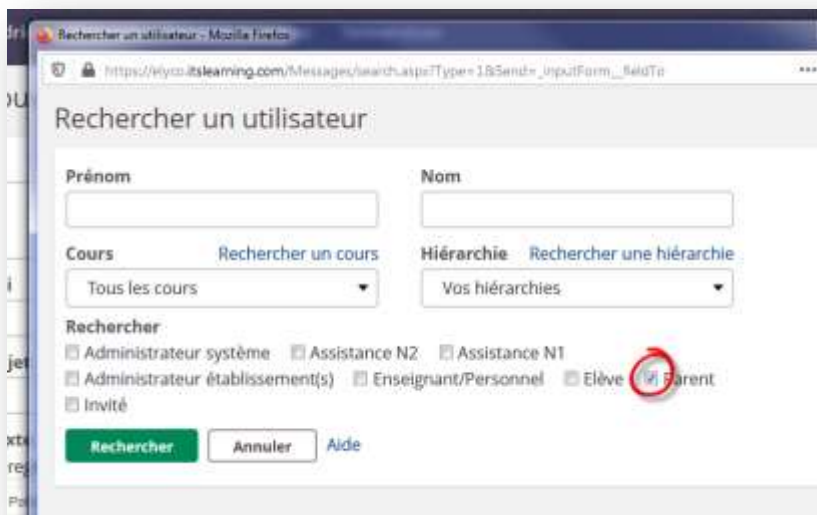 Rechercher un utilisateur - Mozilla Firefox
https://elyco.itslearning.com/Messages/search.aspx?Type=1&Send=_inputForm__fieldTo
Rechercher un utilisateur
Prénom Nom
Cours Rechercher un cours Hiérarchie Rechercher une hiérarchie
Tous les cours Vos hiérarchies
Rechercher
Administrateur système Assistance N2 Assistance N1
Administrateur établissement(s) Enseignant/Personnel Elève Parent
Invité
Rechercher Annuler Aide